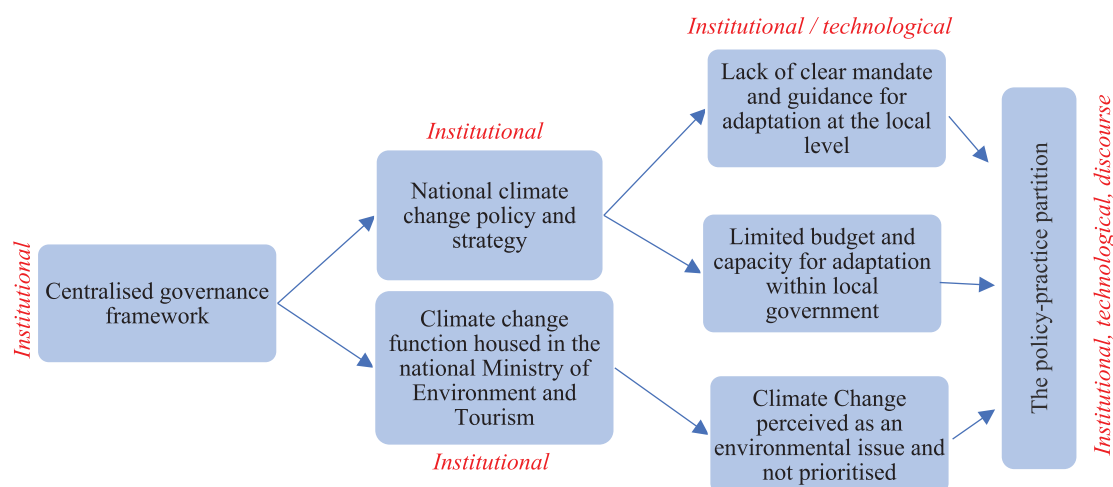 Institutional
Centralised governance
framework
Institutional
National climate
change policy and
strategy
Climate change
function housed in the
national Ministry of
Environment and
Tourism
Institutional
Institutional / technological
Lack of clear mandate
and guidance for
adaptation at the local
level
Limited budget and
capacity for adaptation
within local
government
Climate Change
perceived as an
environmental issue and
not prioritised
The policy-practice partition
Institutional, technological, discourse